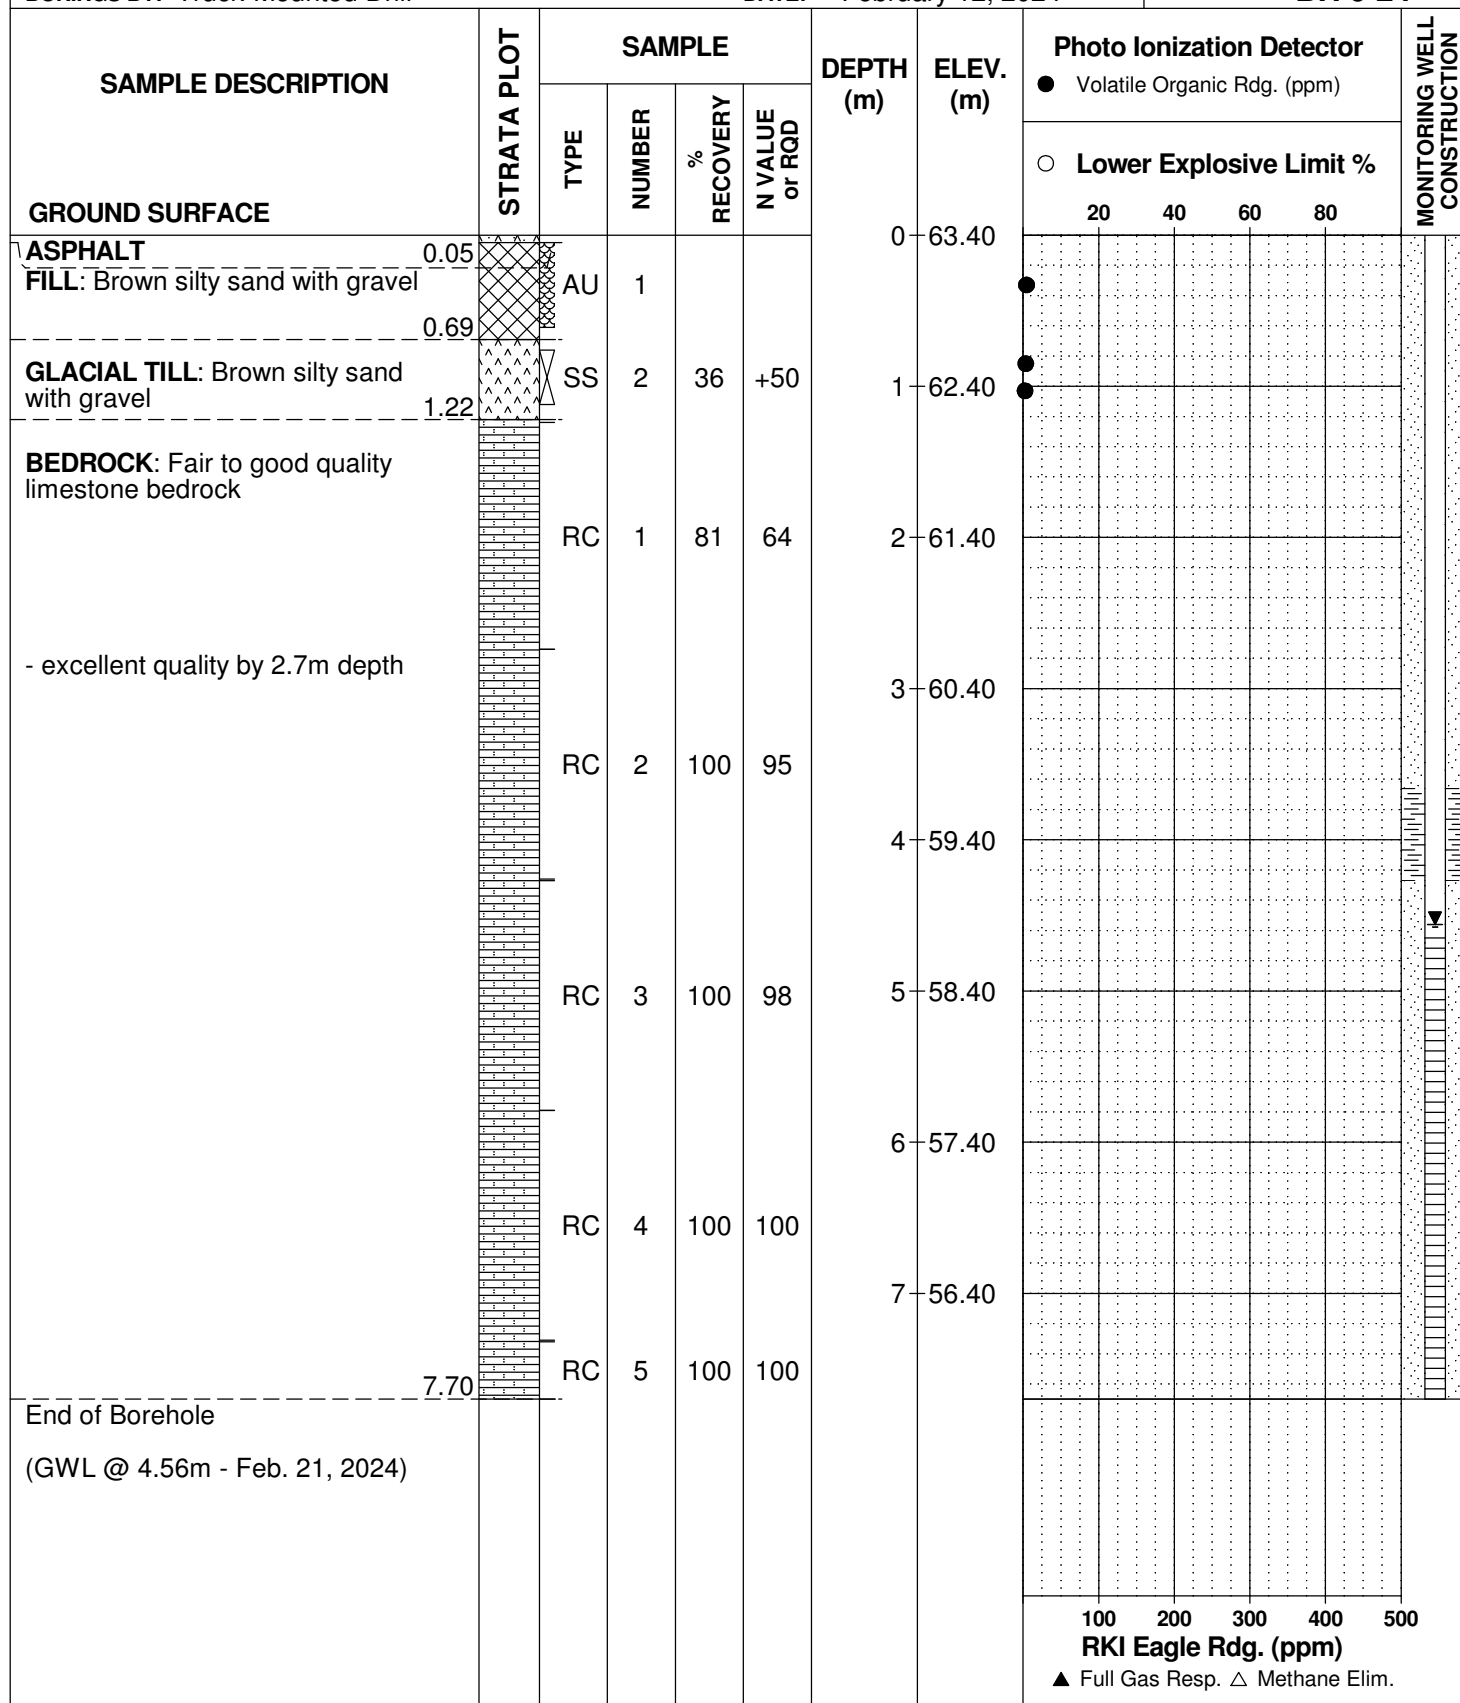 SAMPLE DESCRIPTION
GROUND SURFACE
STRATA PLOT
SAMPLE
TYPE
NUMBER
%
RECOVERY
N VALUE
or RQD
DEPTH
(m)
ELEV.
(m)
Photo Ionization Detector
● Volatile Organic Rdg. (ppm)
○ Lower Explosive Limit %
20 40 60 80
MONITORING WELL
CONSTRUCTION
0 63.40
ASPHALT 0.05
FILL: Brown silty sand with gravel
AU 1
0.69
GLACIAL TILL: Brown silty sand
with gravel
SS 2 36 +50
1 62.40
1.22
BEDROCK: Fair to good quality
limestone bedrock
RC 1 81 64
2 61.40
- excellent quality by 2.7m depth
3 60.40
RC 2 100 95
4 59.40
RC 3 100 98
5 58.40
6 57.40
RC 4 100 100
7 56.40
RC 5 100 100
7.70
End of Borehole
(GWL @ 4.56m - Feb. 21, 2024)
100 200 300 400 500
RKI Eagle Rdg. (ppm)
▲ Full Gas Resp. △ Methane Elim.